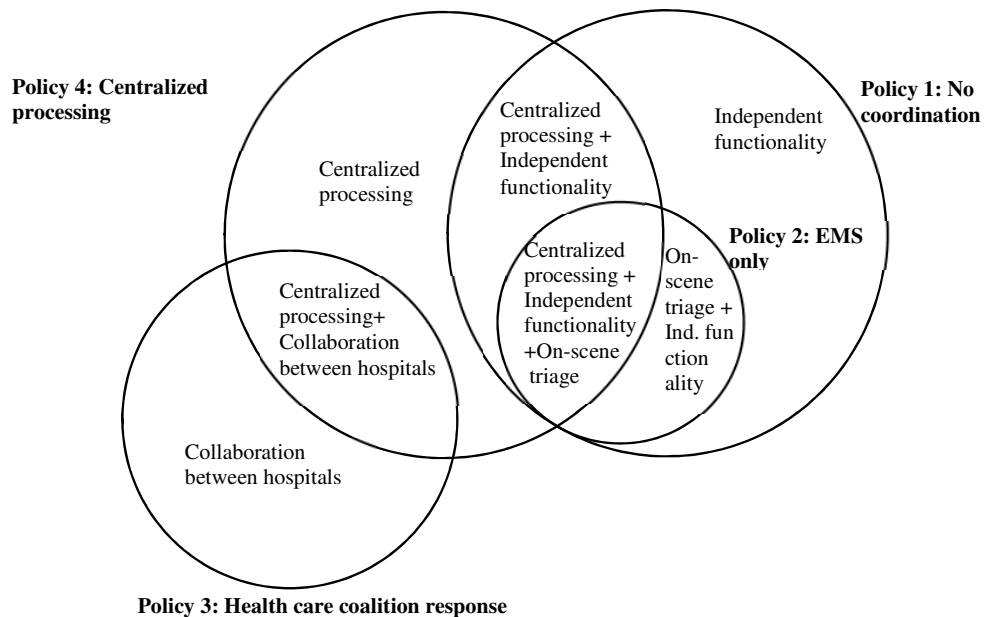 Policy 4: Centralized
processing
Policy 1: No
coordination
Centralized
processing +
Independent
functionality
Independent
functionality
Centralized
processing
Policy 2: EMS
only
Centralized
processing +
Independent
functionality
+On-scene
triage
On-
scene
triage +
Ind. fun
ction
ality
Centralized
processing+
Collaboration
between hospitals
Collaboration
between hospitals
Policy 3: Health care coalition response